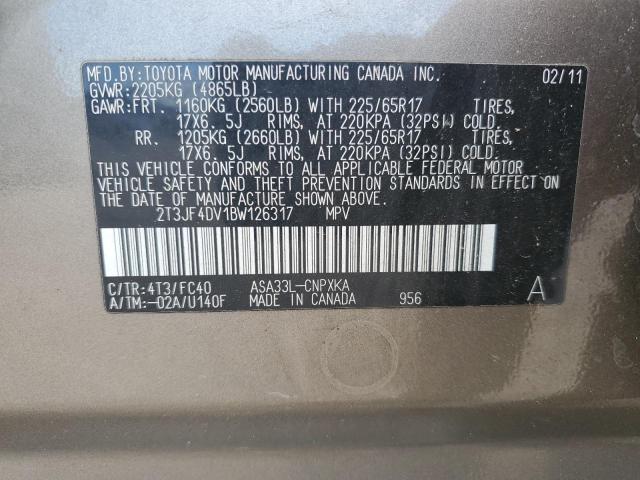 MFD.BY:TOYOTA MOTOR MANUFACTURING CANADA INC. 02/11
GVWR:2205KG (4865LB)
GAWR:FRT. 1160KG (2560LB) WITH 225/65R17 TIRES,
17X6. 5J RIMS, AT 220KPA (32PSI) COLD.
RR. 1205KG (2660LB) WITH 225/65R17 TIRES,
17X6. 5J RIMS, AT 220KPA (32PSI) COLD.
THIS VEHICLE CONFORMS TO ALL APPLICABLE FEDERAL MOTOR
VEHICLE SAFETY AND THEFT PREVENTION STANDARDS IN EFFECT ON
THE DATE OF MANUFACTURE SHOWN ABOVE.
2T3JF4DV1BW126317 MPV
C/TR:4T3/FC40 ASA33L-CNPXKA
A/TM:-02A/U140F MADE IN CANADA 956 A